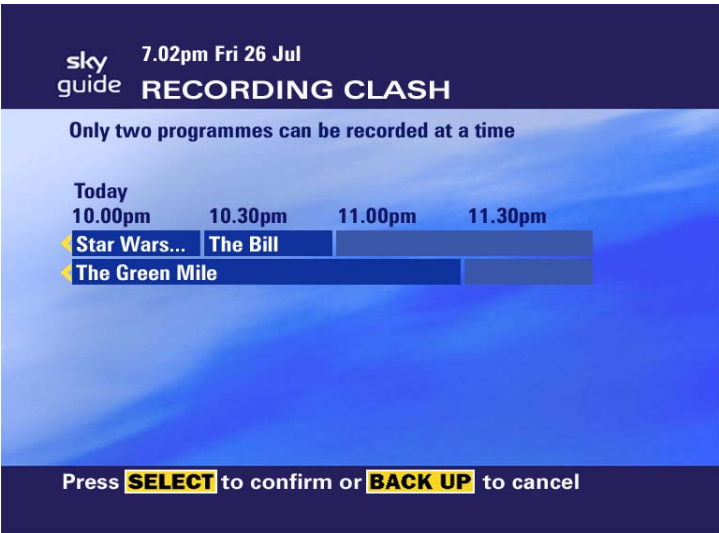 sky
guide
7.02pm Fri 26 Jul
RECORDING CLASH
Only two programmes can be recorded at a time
Today
10.00pm 10.30pm 11.00pm 11.30pm
Star Wars... The Bill
The Green Mile
Press SELECT to confirm or BACK UP to cancel